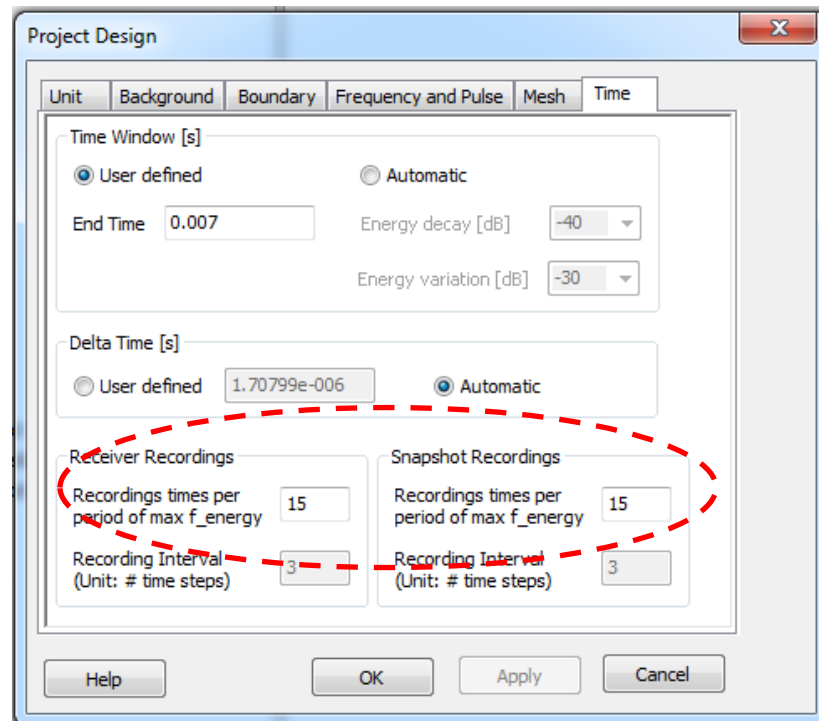 Project Design
X
Unit Background Boundary Frequency and Pulse Mesh Time
Time Window [s]
User defined Automatic
End Time 0.007 Energy decay [dB] -40
Energy variation [dB] -30
Delta Time [s]
User defined 1.70799e-006 Automatic
Receiver Recordings Snapshot Recordings
Recordings times per Recordings times per
period of max f_energy 15 period of max f_energy 15
Recording Interval Recording Interval
(Unit: # time steps) 3 (Unit: # time steps) 3
Help OK Apply Cancel